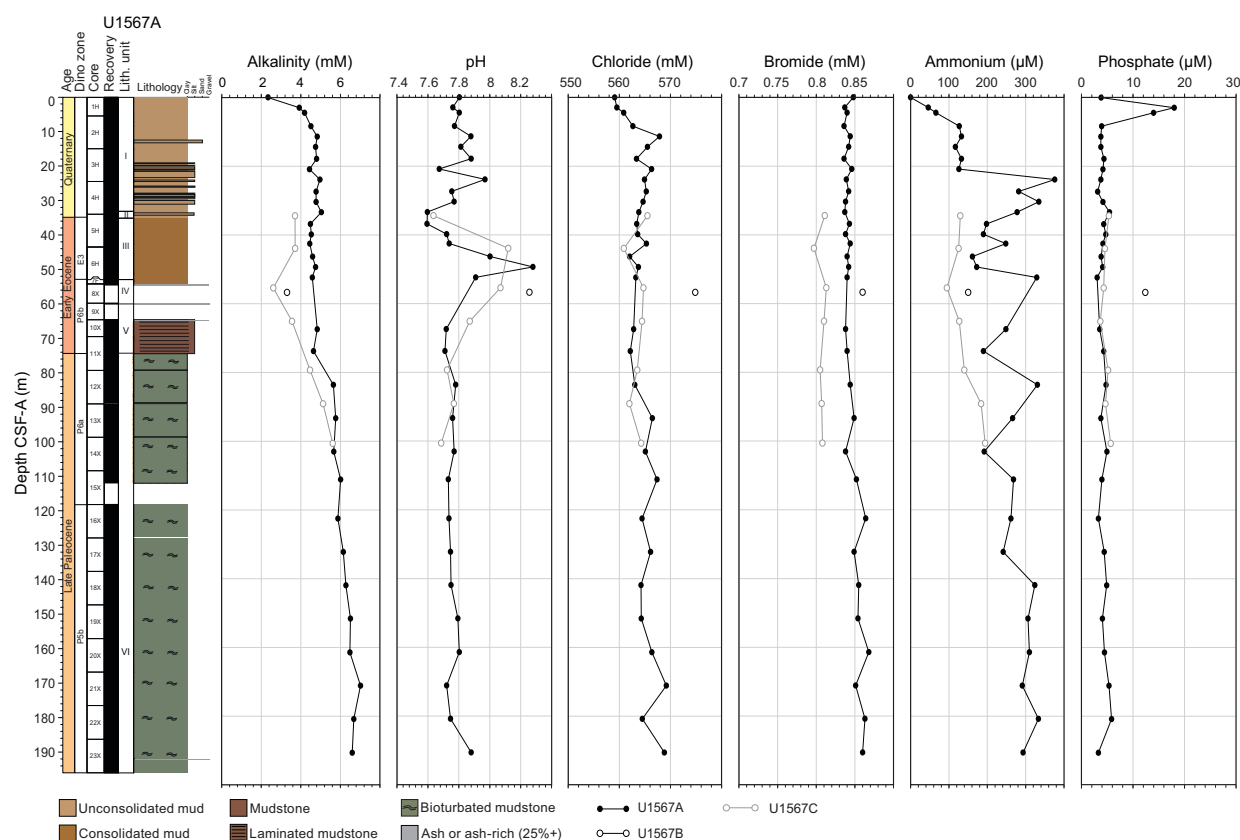 U1567A
Age
Dino zone
Core
Recovery
Lith. unit
Lithology
Clay
Silt
Sand
Gravel
Alkalinity (mM)
pH
Chloride (mM)
Bromide (mM)
Ammonium (µM)
Phosphate (µM)
0 2 4 6
7.4 7.6 7.8 8 8.2
550 560 570
0.7 0.8 0.85
0 100 200 300
0 10 20 30
Depth CSF-A (m)
0
10
20
30
40
50
60
70
80
90
100
110
120
130
140
150
160
170
180
190
Quaternary
Early Eocene
Late Paleocene
E3
P6b
P6a
P5b
1H
2H
3H
4H
5H
6H
7F
8X
9X
10X
11X
12X
13X
14X
15X
16X
17X
18X
19X
20X
21X
22X
23X
I
II
III
IV
V
VI
Unconsolidated mud
Mudstone
Bioturbated mudstone
U1567A
U1567C
Consolidated mud
Laminated mudstone
Ash or ash-rich (25%+)
U1567B